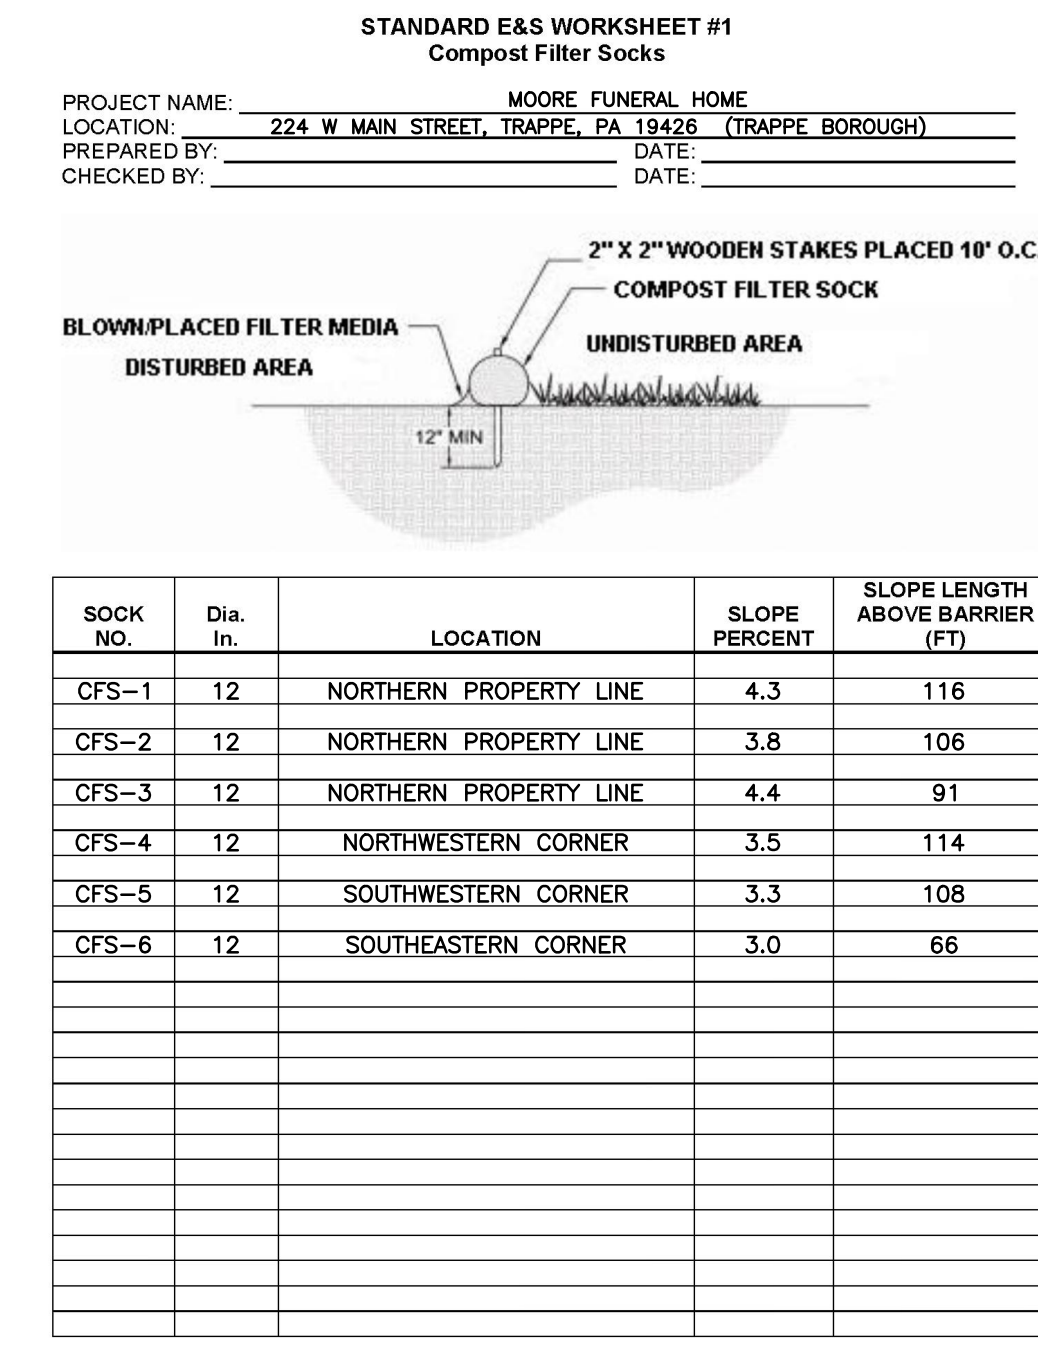 STANDARD E&S WORKSHEET #1
Compost Filter Socks
PROJECT NAME: MOORE FUNERAL HOME
LOCATION: 224 W MAIN STREET, TRAPPE, PA 19426 (TRAPPE BOROUGH)
PREPARED BY: DATE:
CHECKED BY: DATE:
2" X 2" WOODEN STAKES PLACED 10' O.C.
COMPOST FILTER SOCK
BLOWN/PLACED FILTER MEDIA
UNDISTURBED AREA
DISTURBED AREA
12" MIN
SOCK NO. Dia. In. LOCATION SLOPE PERCENT SLOPE LENGTH ABOVE BARRIER (FT)
CFS-1 12 NORTHERN PROPERTY LINE 4.3 116
CFS-2 12 NORTHERN PROPERTY LINE 3.8 106
CFS-3 12 NORTHERN PROPERTY LINE 4.4 91
CFS-4 12 NORTHWESTERN CORNER 3.5 114
CFS-5 12 SOUTHWESTERN CORNER 3.3 108
CFS-6 12 SOUTHEASTERN CORNER 3.0 66